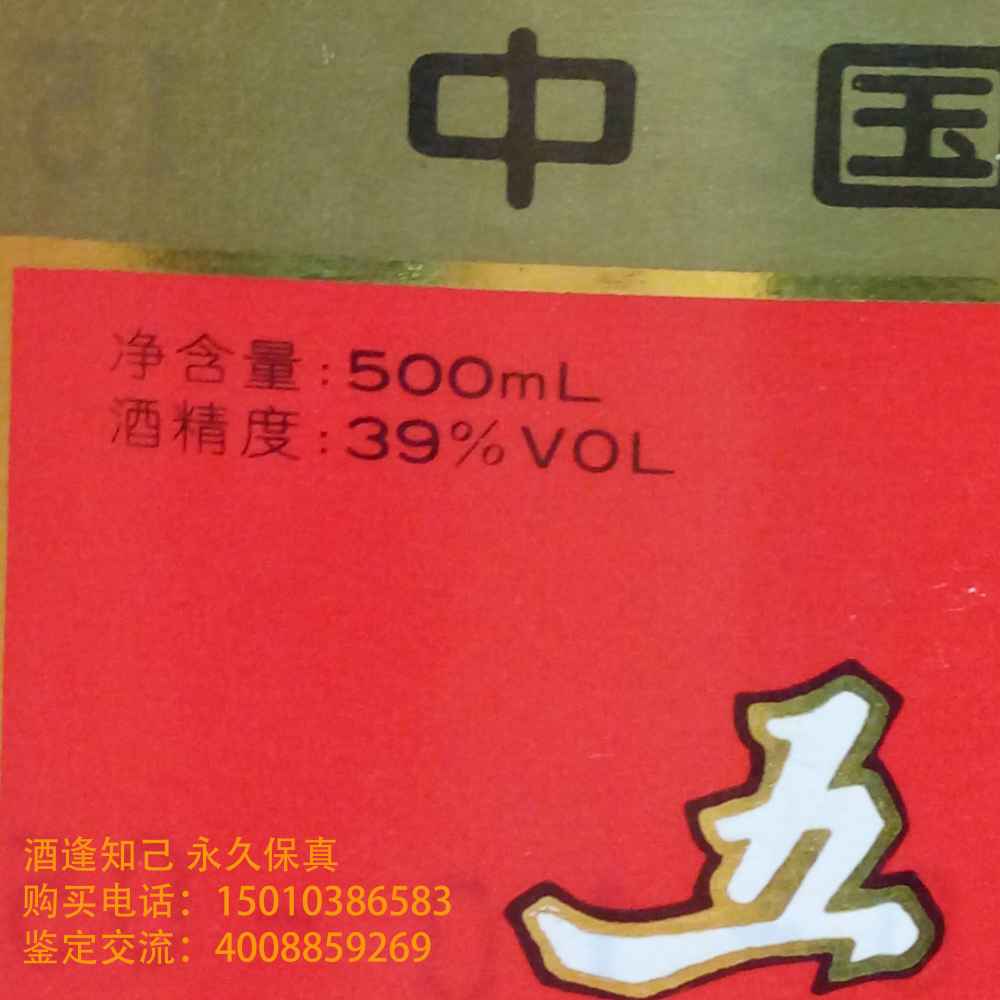 中国
净含量:500mL
酒精度:39%VOL
五
酒逢知己 永久保真
购买电话：15010386583
鉴定交流：4008859269